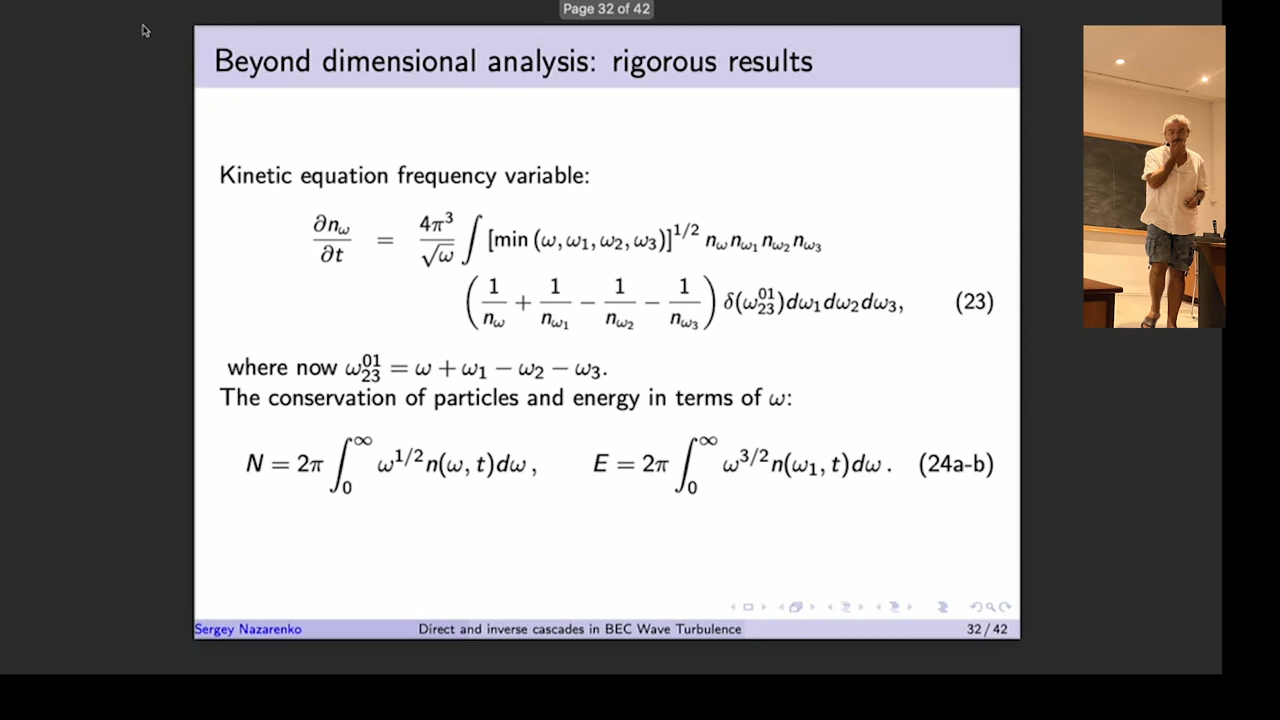 Page 32 of 42
Beyond dimensional analysis: rigorous results
Kinetic equation frequency variable:
∂n_ω/∂t = 4π³/√ω ∫ [min (ω, ω₁, ω₂, ω₃)]^{1/2} n_ω n_{ω₁} n_{ω₂} n_{ω₃}
(1/n_ω + 1/n_{ω₁} − 1/n_{ω₂} − 1/n_{ω₃}) δ(ω^{01}_{23}) dω₁dω₂dω₃, (23)
where now ω^{01}_{23} = ω + ω₁ − ω₂ − ω₃.
The conservation of particles and energy in terms of ω:
N = 2π ∫₀^∞ ω^{1/2} n(ω, t)dω , E = 2π ∫₀^∞ ω^{3/2} n(ω₁, t)dω . (24a-b)
Sergey Nazarenko Direct and inverse cascades in BEC Wave Turbulence 32 / 42